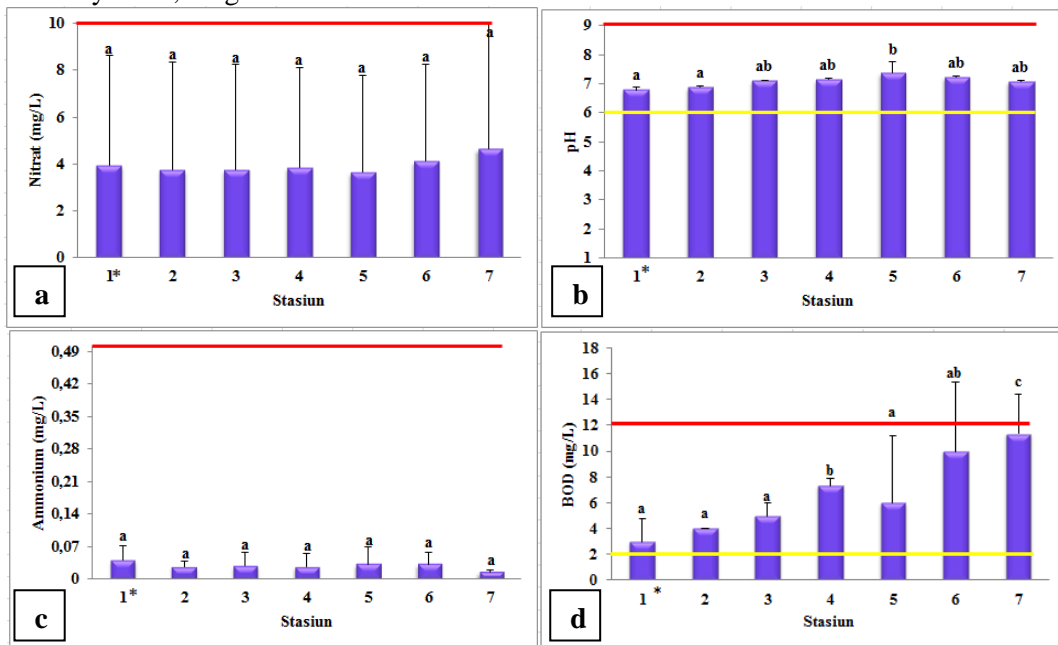 10
8
6
4
2
0
Nitrat (mg/L)
a a a a a a a
1* 2 3 4 5 6 7
Stasiun
a
9
8
7
6
5
4
3
2
1
pH
a a ab ab b ab ab
1* 2 3 4 5 6 7
Stasiun
b
0,49
0,42
0,35
0,28
0,21
0,14
0,07
0
Ammonium (mg/L)
a a a a a a a
1* 2 3 4 5 6 7
Stasiun
c
18
16
14
12
10
8
6
4
2
0
BOD (mg/L)
a a a b a ab c
1 * 2 3 4 5 6 7
Stasiun
d